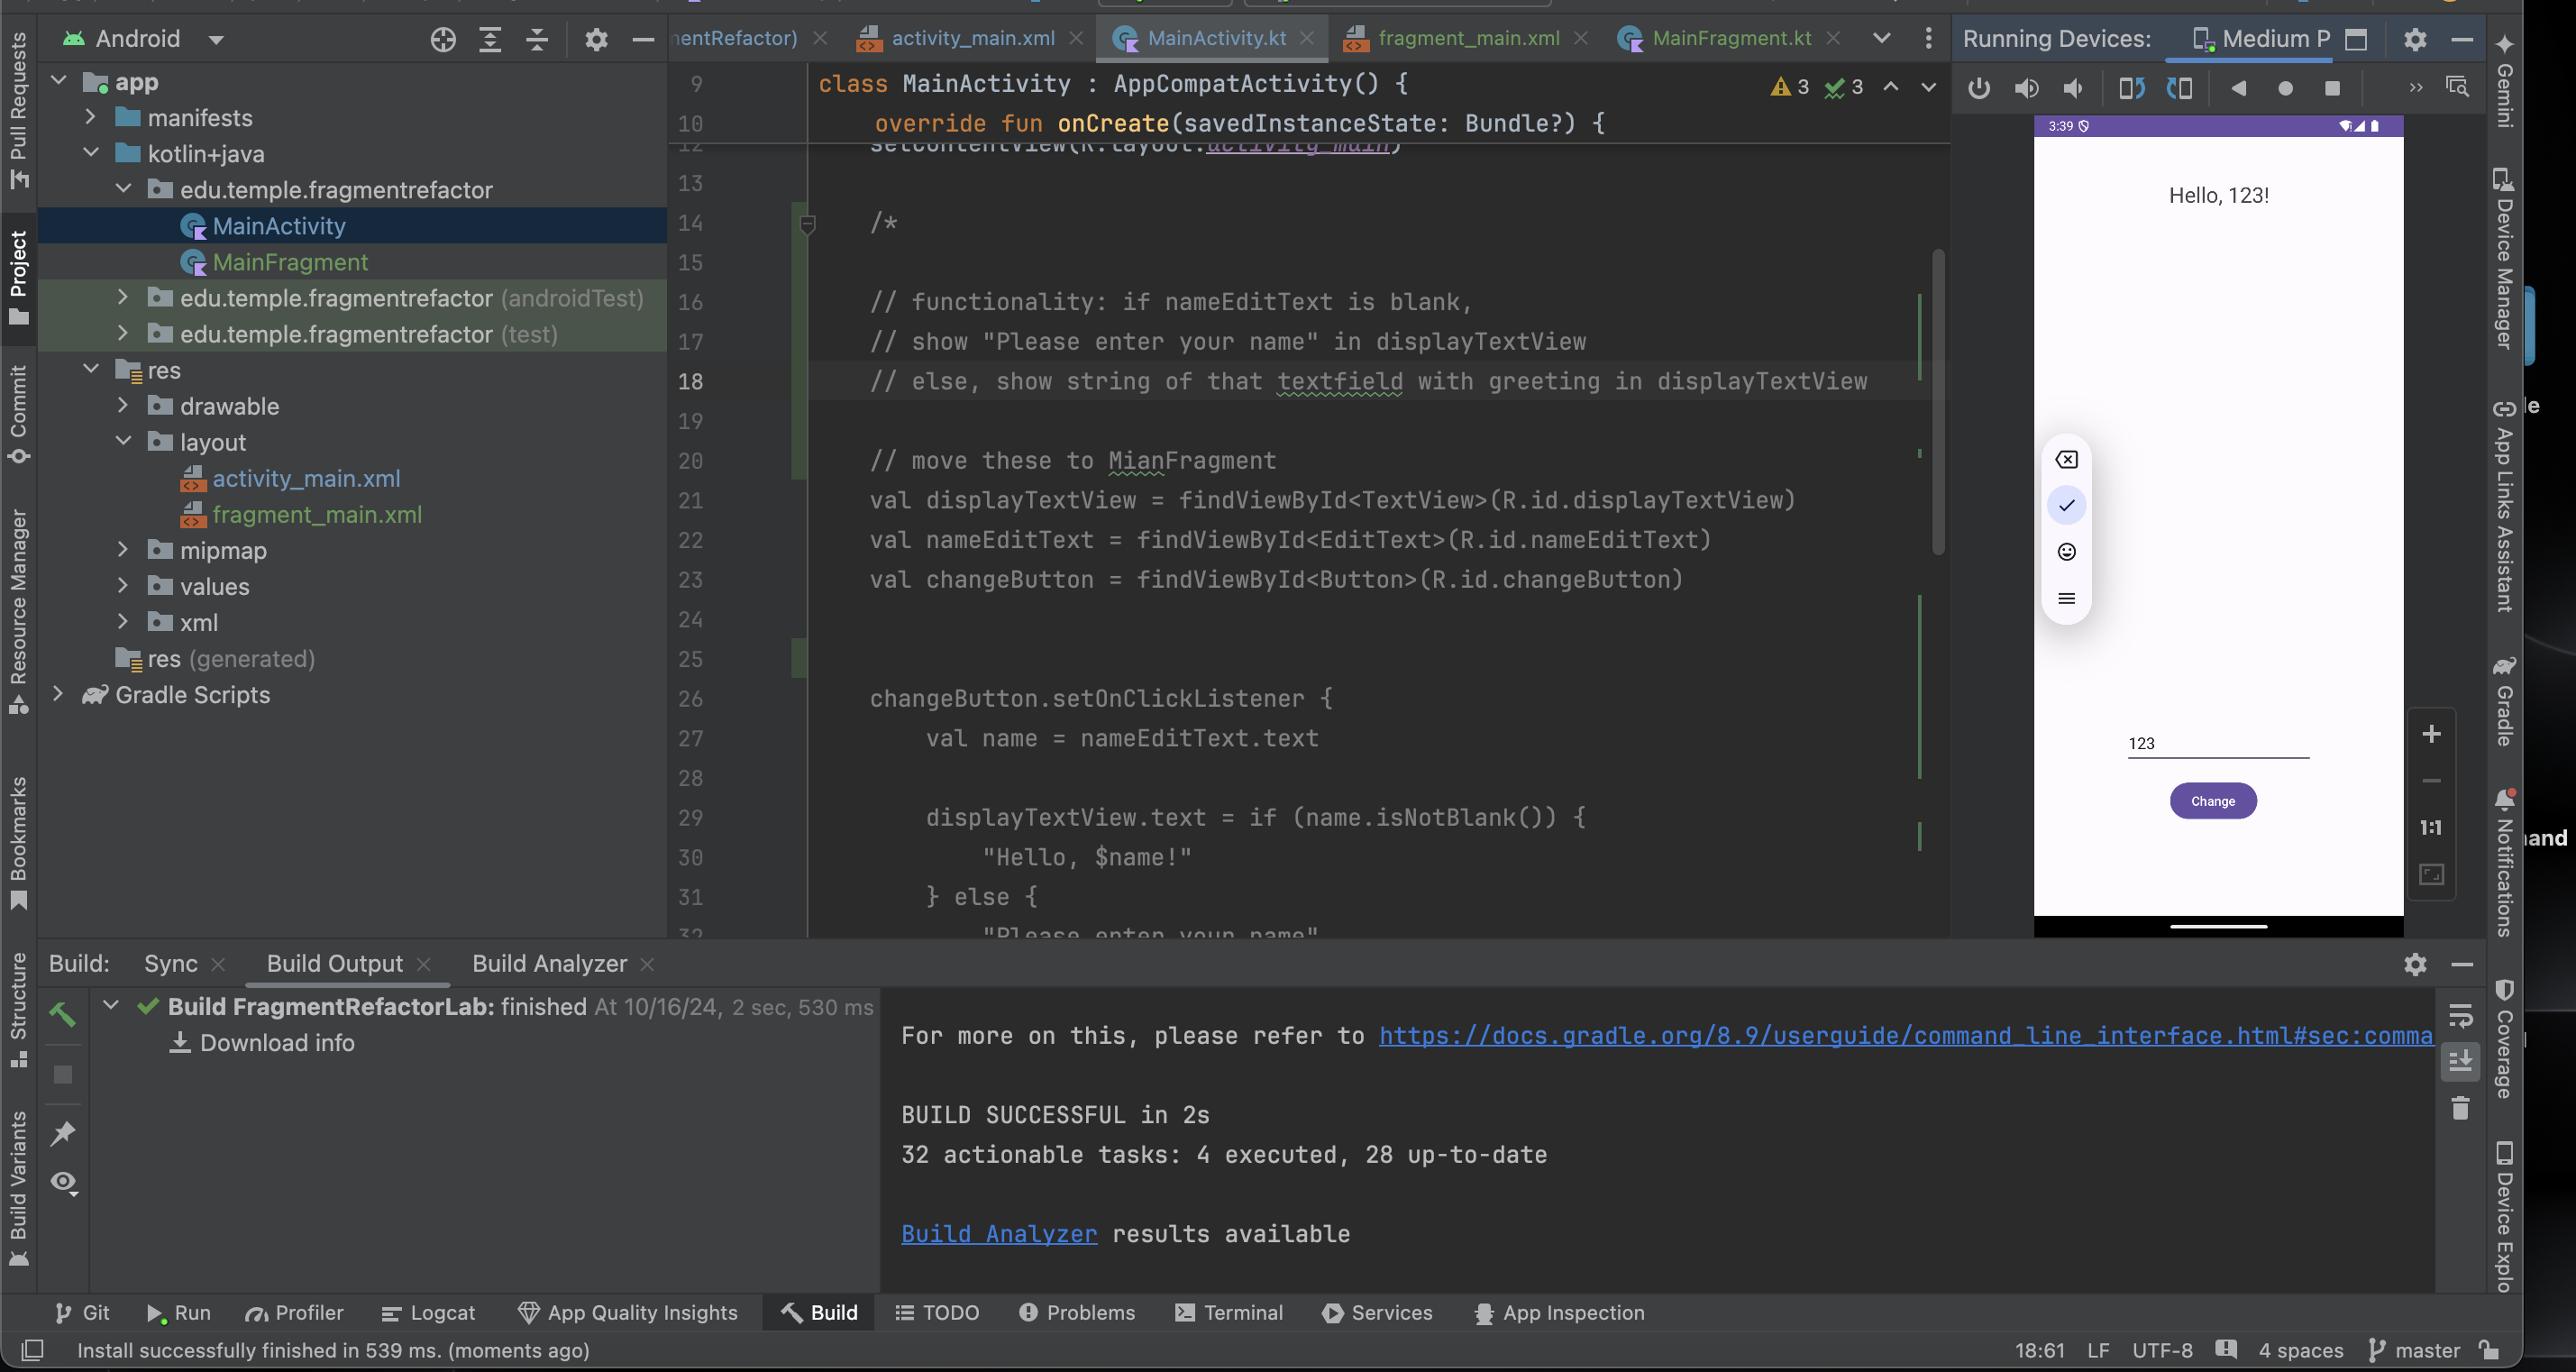 Android
nentRefactor)
activity_main.xml
MainActivity.kt
fragment_main.xml
MainFragment.kt
Running Devices:
Medium P
Pull Requests
Project
Commit
Resource Manager
Bookmarks
Structure
Build Variants
app
manifests
kotlin+java
edu.temple.fragmentrefactor
MainActivity
MainFragment
edu.temple.fragmentrefactor (androidTest)
edu.temple.fragmentrefactor (test)
res
drawable
layout
activity_main.xml
fragment_main.xml
mipmap
values
xml
res (generated)
Gradle Scripts
3 3
9 class MainActivity : AppCompatActivity() {
10 override fun onCreate(savedInstanceState: Bundle?) {
12 setContentView(R.layout.activity_main)
13
14 /*
15
16 // functionality: if nameEditText is blank,
17 // show "Please enter your name" in displayTextView
18 // else, show string of that textfield with greeting in displayTextView
19
20 // move these to MianFragment
21 val displayTextView = findViewById<TextView>(R.id.displayTextView)
22 val nameEditText = findViewById<EditText>(R.id.nameEditText)
23 val changeButton = findViewById<Button>(R.id.changeButton)
24
25
26 changeButton.setOnClickListener {
27 val name = nameEditText.text
28
29 displayTextView.text = if (name.isNotBlank()) {
30 "Hello, $name!"
31 } else {
32 "Please enter your name"
3:39
Hello, 123!
123
Change
1:1
Gemini
Device Manager
App Links Assistant
Gradle
Notifications
Coverage
Device Explo
le
and
Build:
Sync
Build Output
Build Analyzer
Build FragmentRefactorLab: finished At 10/16/24, 2 sec, 530 ms
Download info
For more on this, please refer to https://docs.gradle.org/8.9/userguide/command_line_interface.html#sec:comma
BUILD SUCCESSFUL in 2s
32 actionable tasks: 4 executed, 28 up-to-date
Build Analyzer results available
Git
Run
Profiler
Logcat
App Quality Insights
Build
TODO
Problems
Terminal
Services
App Inspection
Install successfully finished in 539 ms. (moments ago)
18:61 LF UTF-8 4 spaces master